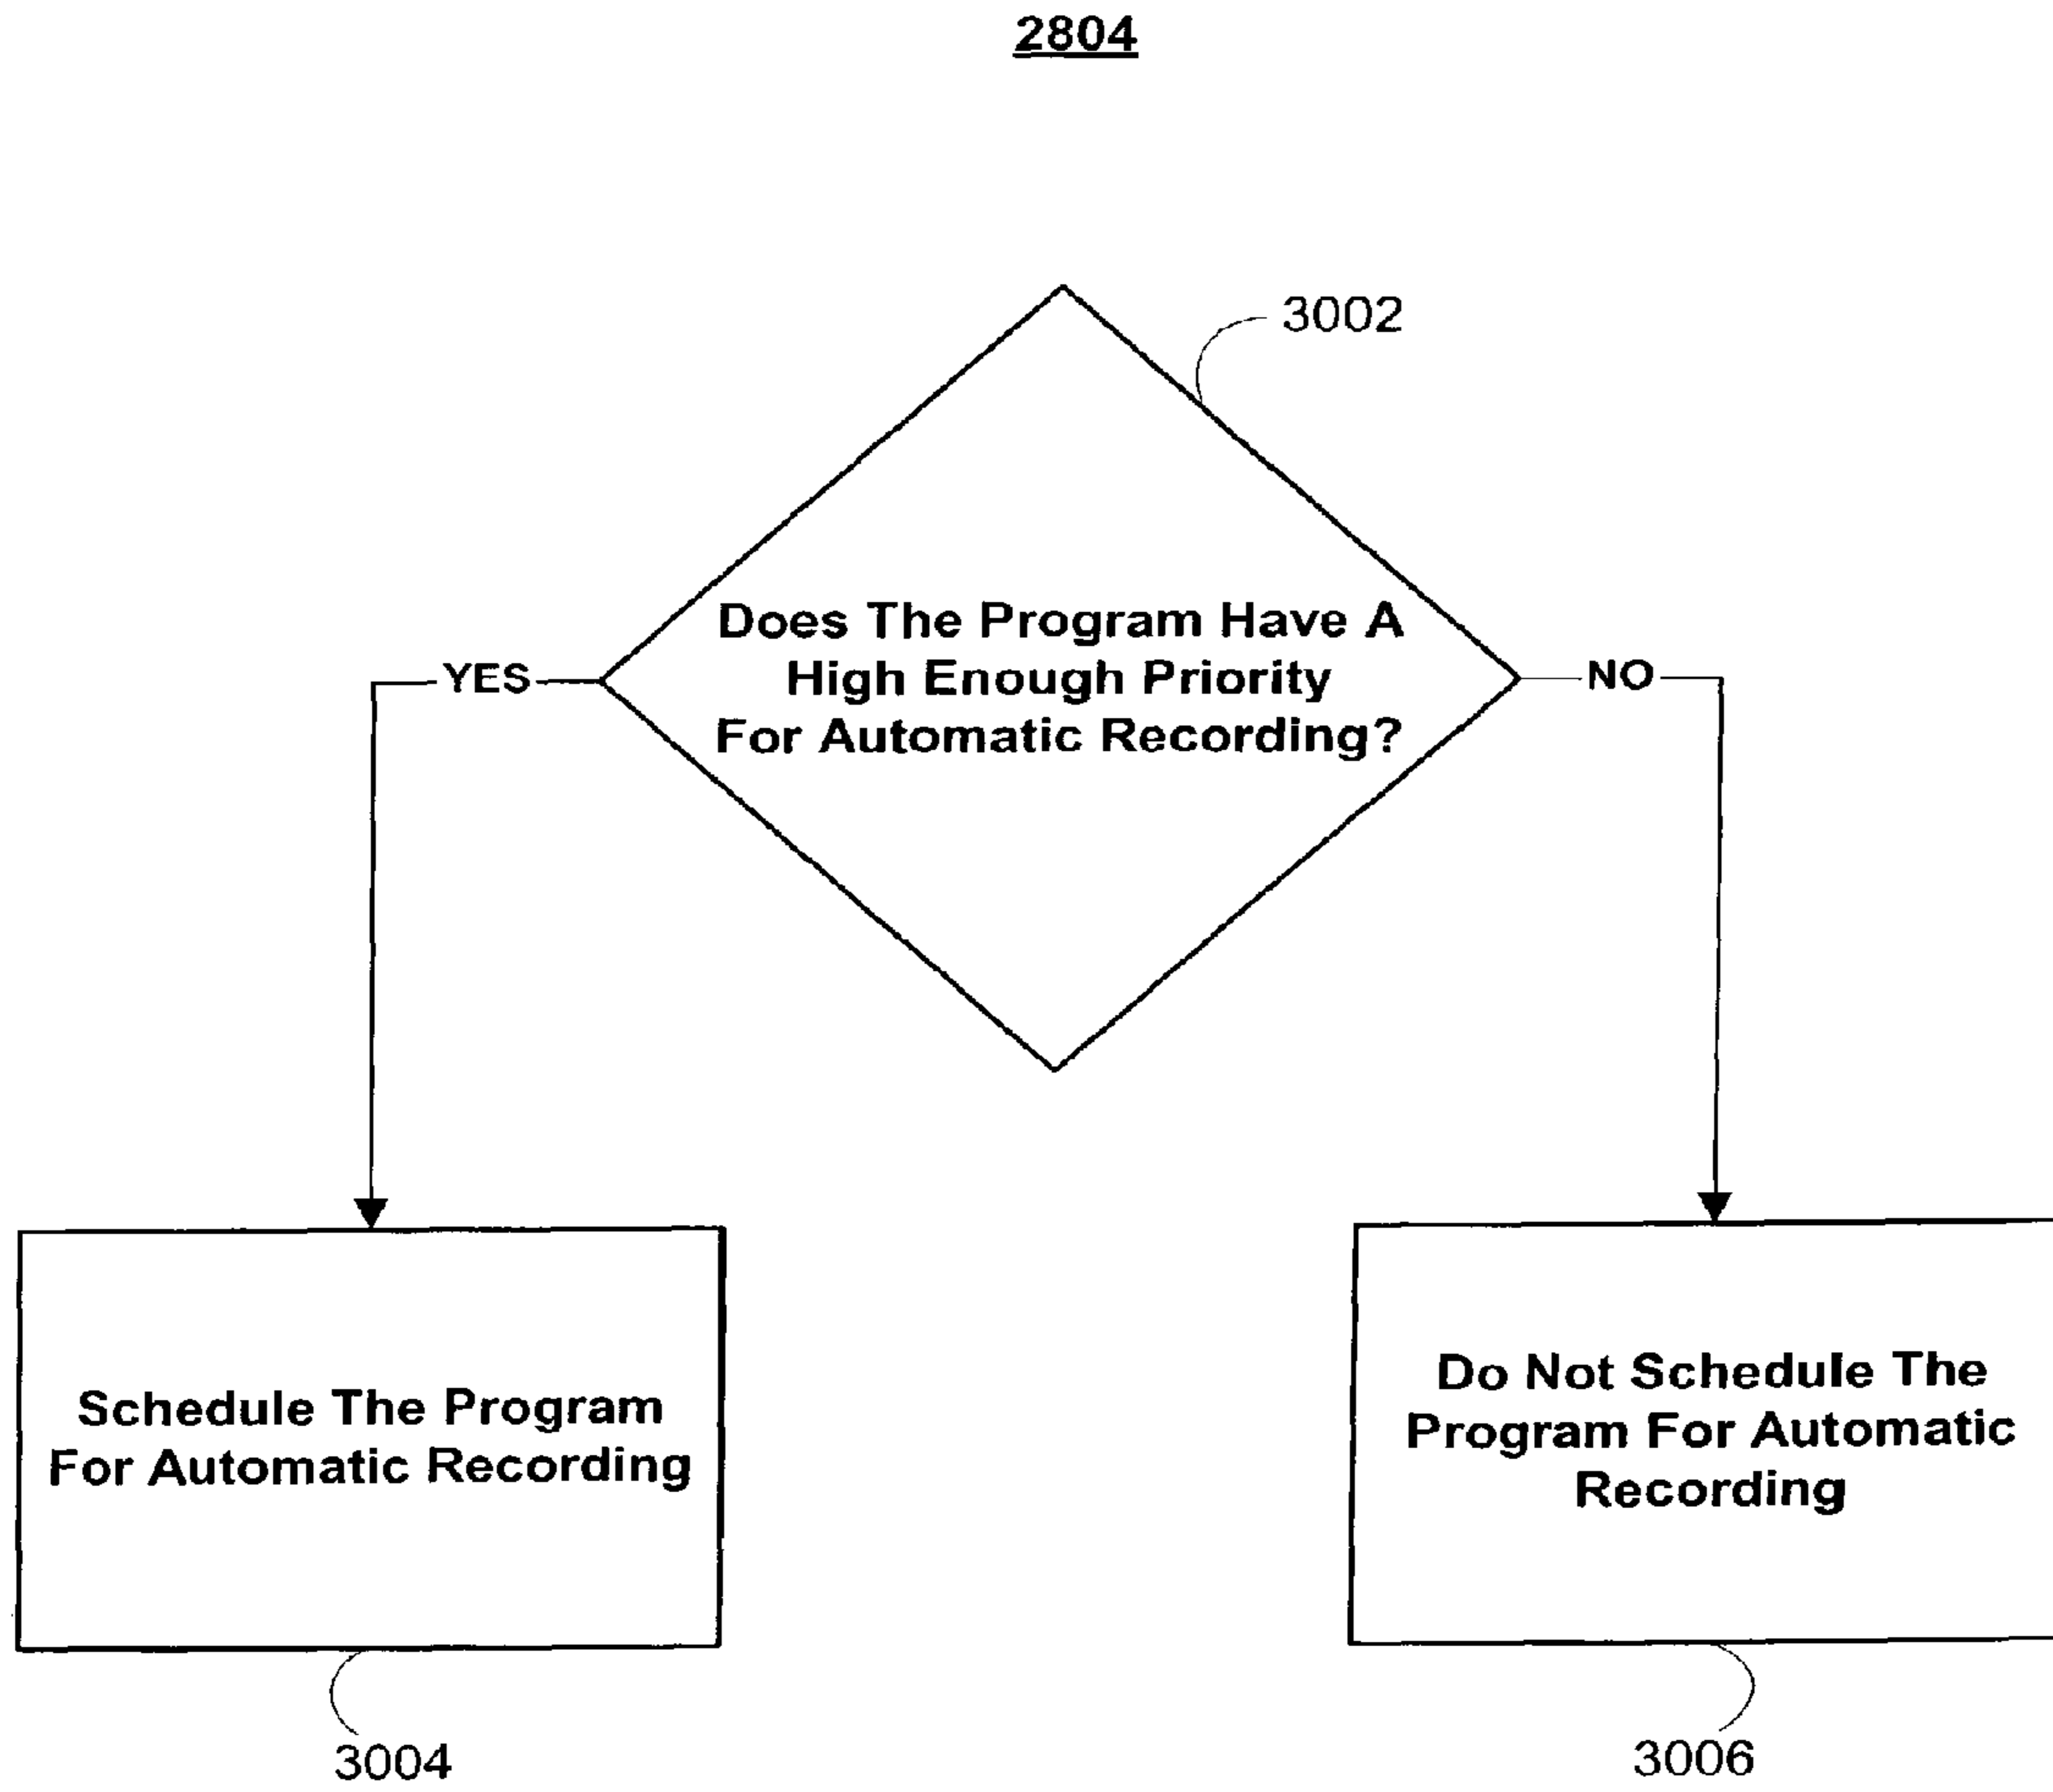 2804
3002
Does The Program Have A
High Enough Priority
For Automatic Recording?
YES
NO
Schedule The Program
For Automatic Recording
Do Not Schedule The
Program For Automatic
Recording
3004
3006